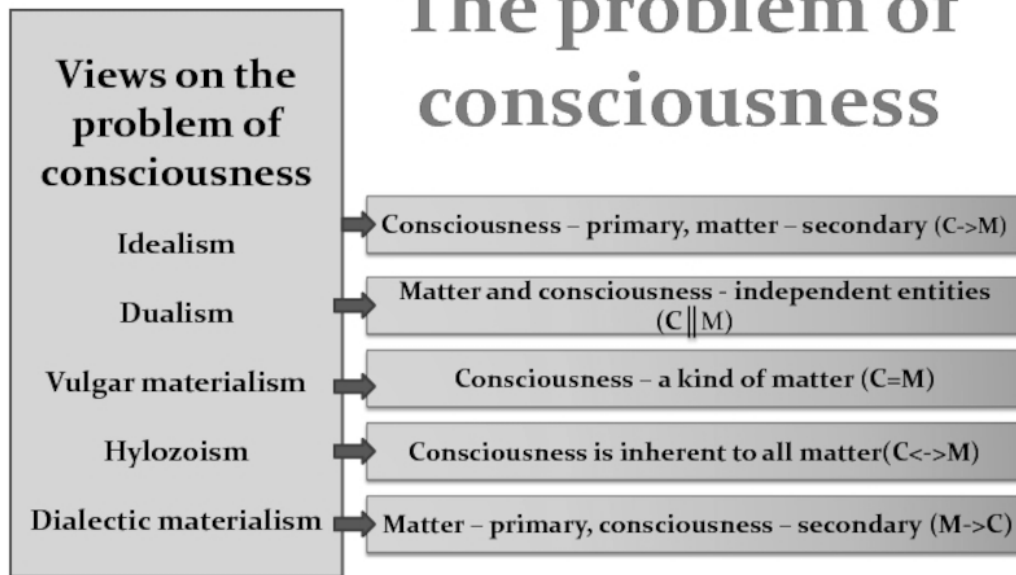 The problem of
consciousness
Views on the
problem of
consciousness
Idealism
Consciousness – primary, matter – secondary (C->M)
Dualism
Matter and consciousness - independent entities
(C║M)
Vulgar materialism
Consciousness – a kind of matter (C=M)
Hylozoism
Consciousness is inherent to all matter(C<->M)
Dialectic materialism
Matter – primary, consciousness – secondary (M->C)